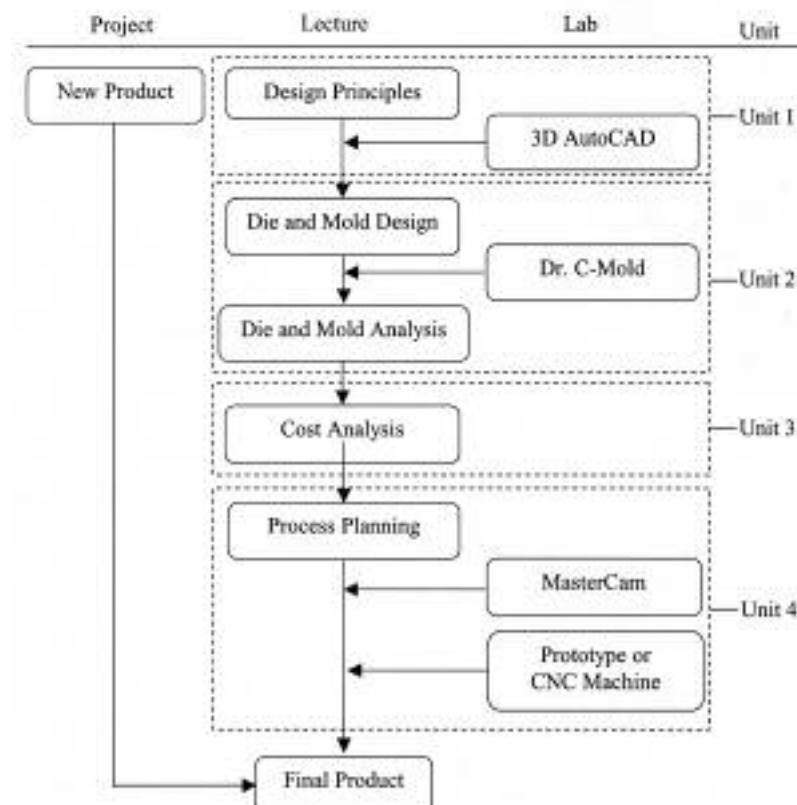 Project Lecture Lab Unit
New Product
Design Principles
3D AutoCAD
Unit 1
Die and Mold Design
Dr. C-Mold
Unit 2
Die and Mold Analysis
Cost Analysis
Unit 3
Process Planning
MasterCam
Unit 4
Prototype or
CNC Machine
Final Product